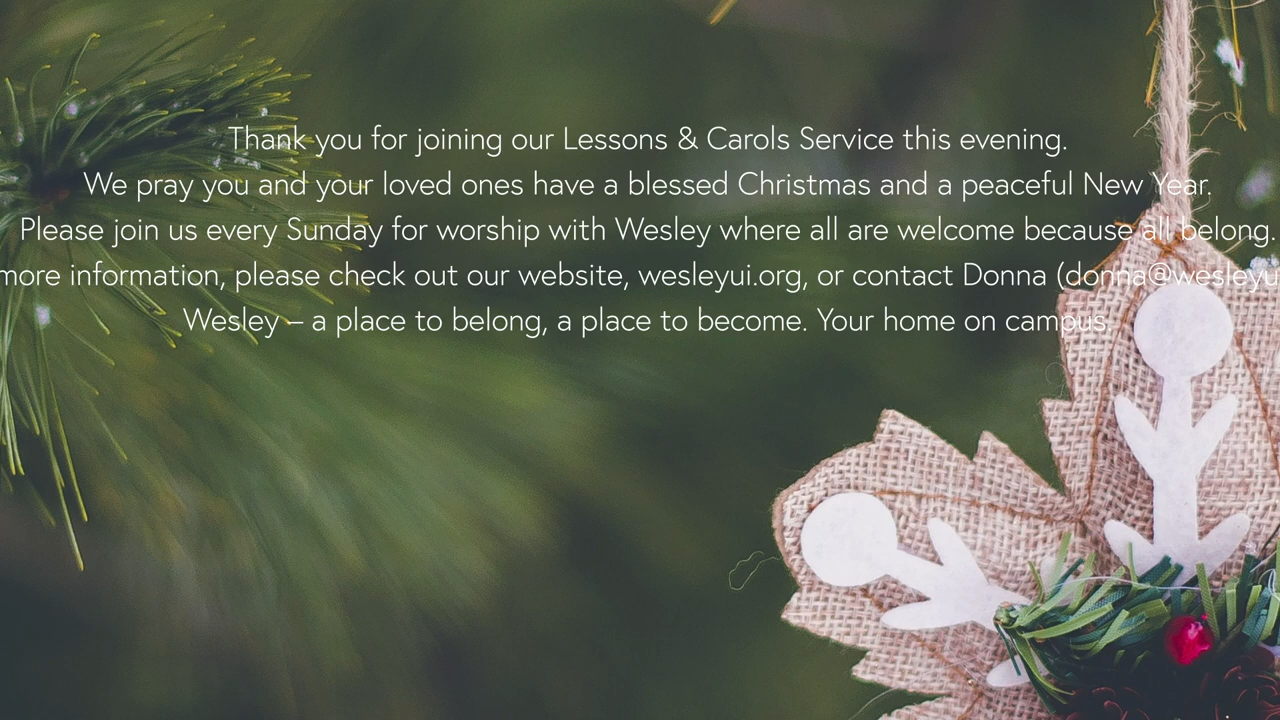 Thank you for joining our Lessons & Carols Service this evening.
We pray you and your loved ones have a blessed Christmas and a peaceful New Year.
Please join us every Sunday for worship with Wesley where all are welcome because all belong.
more information, please check out our website, wesleyui.org, or contact Donna (donna@wesleyu
Wesley – a place to belong, a place to become. Your home on campus.